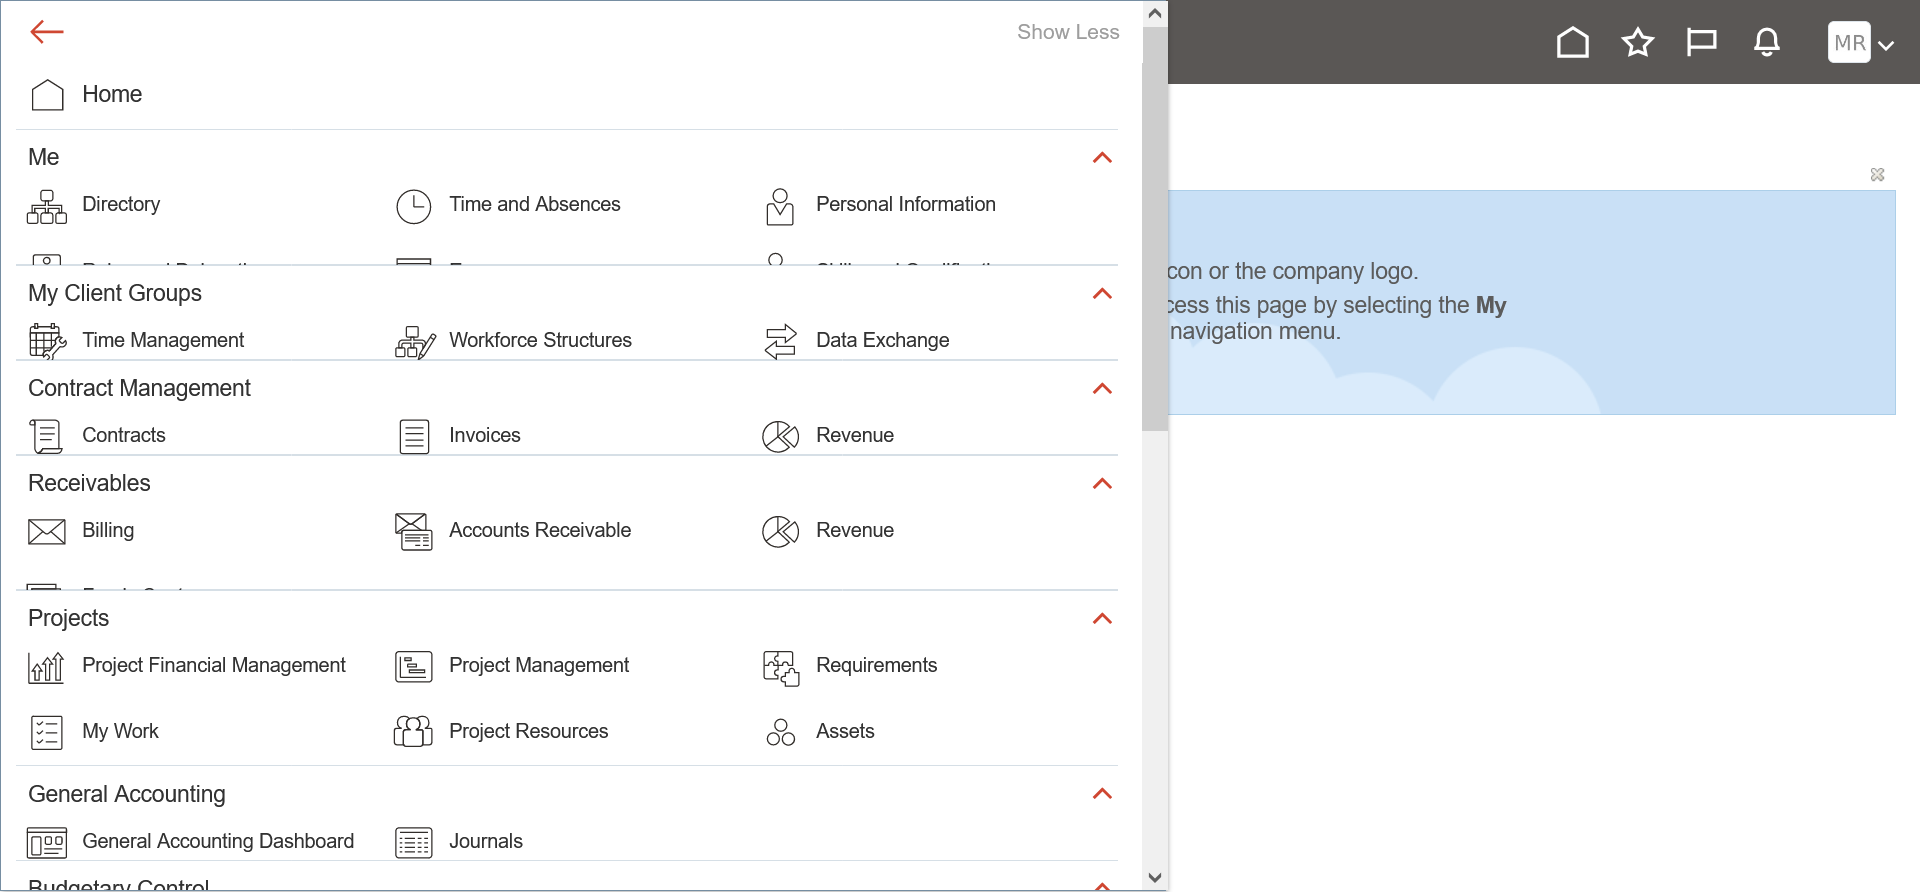 Show Less
MR
Home
Me
Directory
Time and Absences
Personal Information
My Client Groups
Time Management
Workforce Structures
Data Exchange
Contract Management
Contracts
Invoices
Revenue
Receivables
Billing
Accounts Receivable
Revenue
Projects
Project Financial Management
Project Management
Requirements
My Work
Project Resources
Assets
General Accounting
General Accounting Dashboard
Journals
Budgetary Control
con or the company logo.
cess this page by selecting the My
navigation menu.